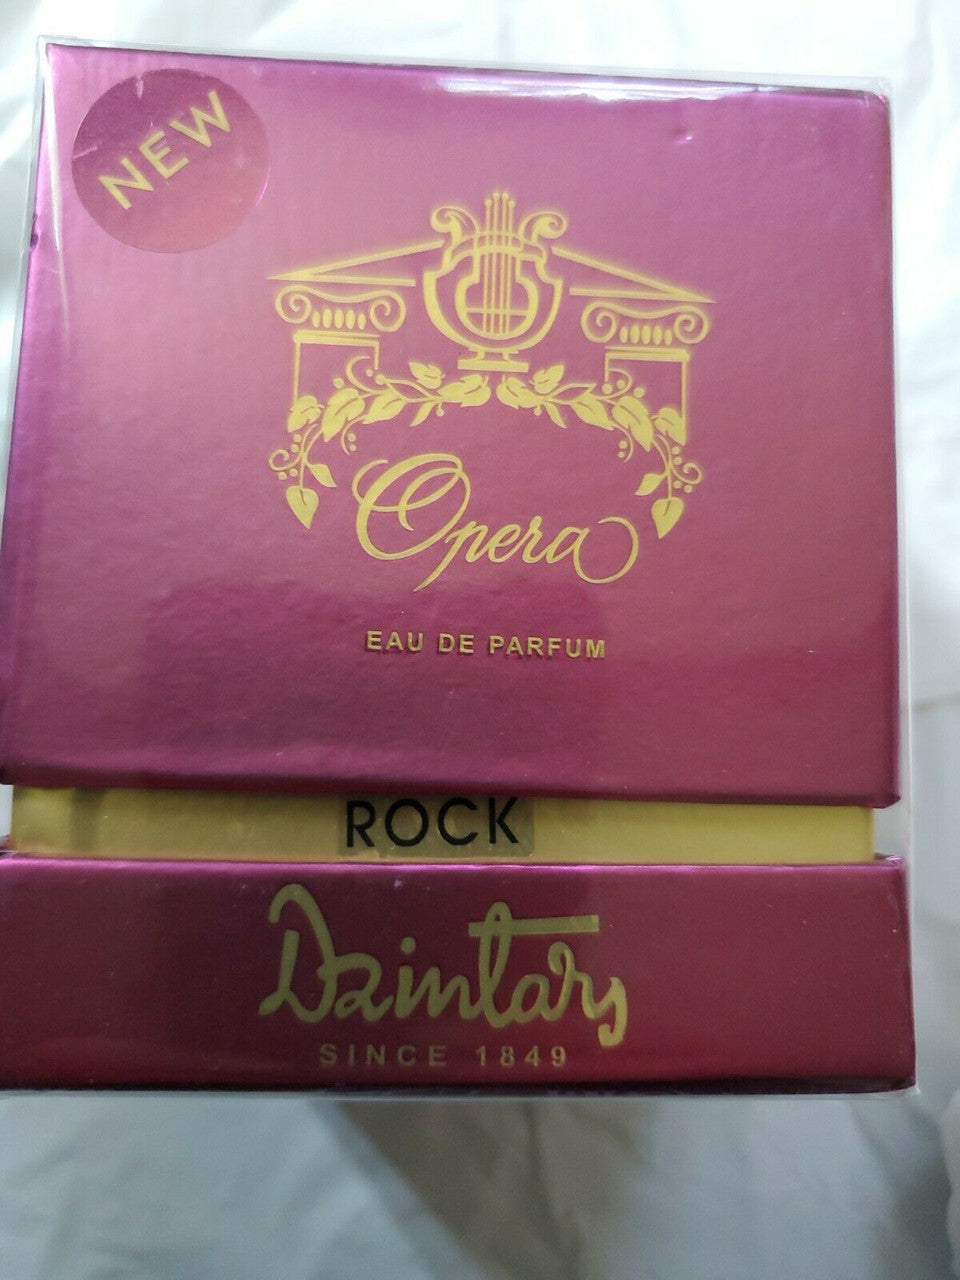 NEW
Opera
EAU DE PARFUM
ROCK
Dzintars
SINCE 1849